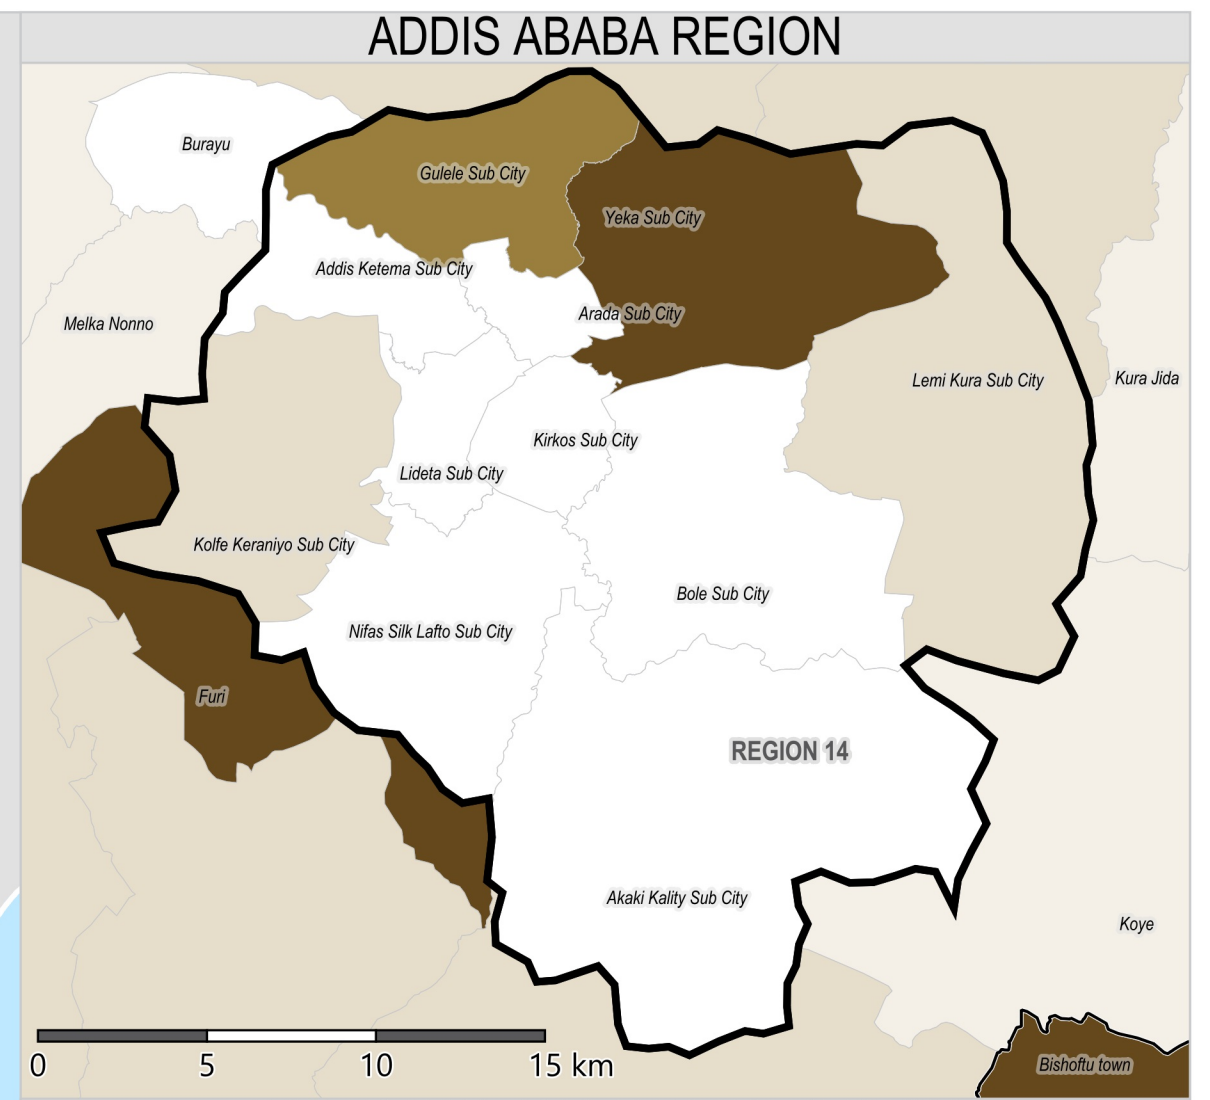 ADDIS ABABA REGION
Burayu
Gulele Sub City
Yeka Sub City
Addis Ketema Sub City
Arada Sub City
Melka Nonno
Lemi Kura Sub City
Kura Jida
Kirkos Sub City
Lideta Sub City
Kolfe Keraniyo Sub City
Bole Sub City
Nifas Silk Lafto Sub City
Furi
REGION 14
Akaki Kality Sub City
Koye
Bishoftu town
0 5 10 15 km